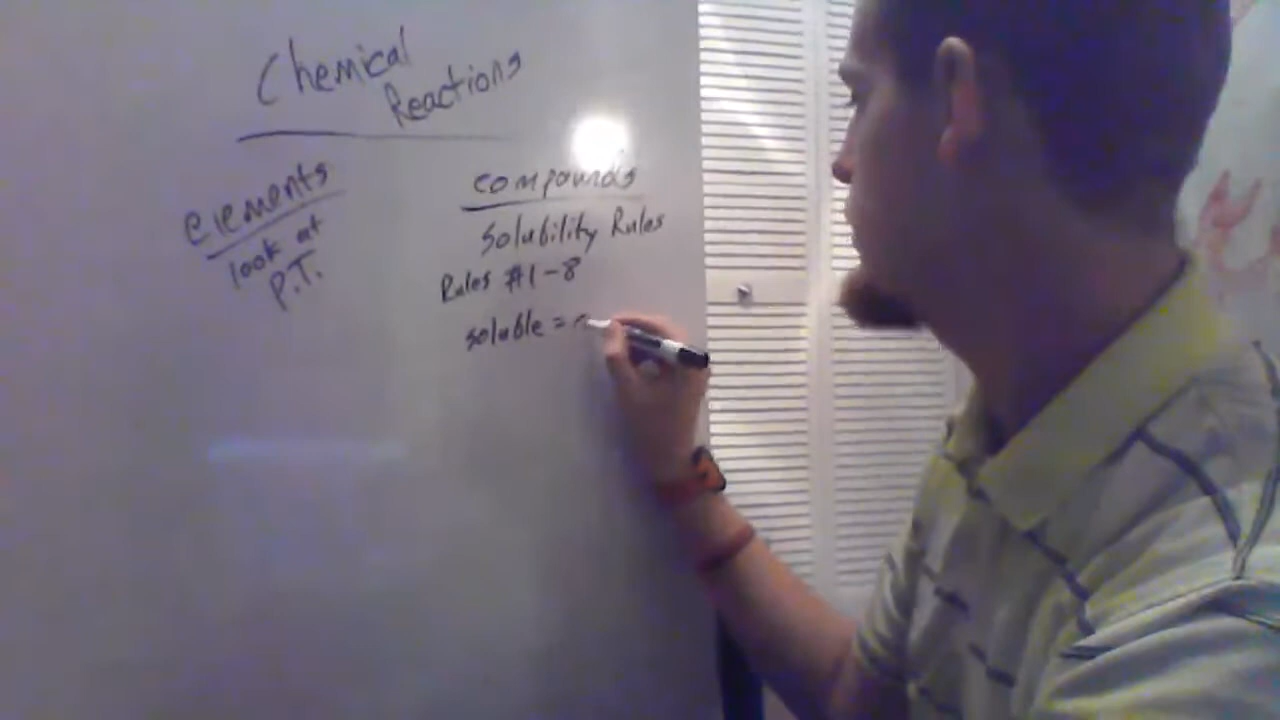 Chemical
Reactions
elements
look at
P.T.
compounds
Solubility Rules
Rules #1-8
soluble =